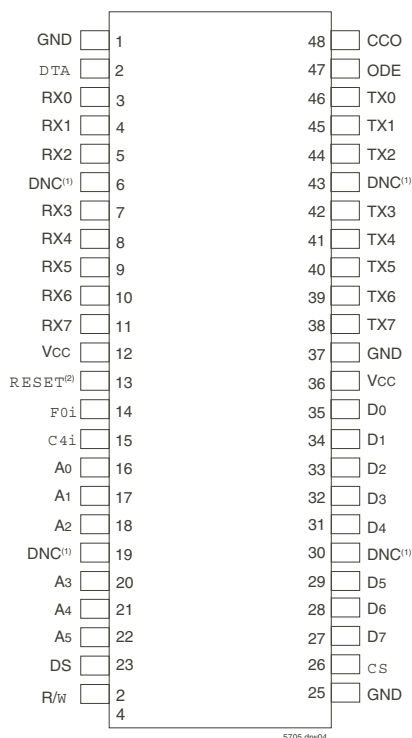 GND 1 48 CCO
DTA 2 47 ODE
RX0 3 46 TX0
RX1 4 45 TX1
RX2 5 44 TX2
DNC(1) 6 43 DNC(1)
RX3 7 42 TX3
RX4 8 41 TX4
RX5 9 40 TX5
RX6 10 39 TX6
RX7 11 38 TX7
VCC 12 37 GND
RESET(2) 13 36 VCC
F0i 14 35 D0
C4i 15 34 D1
A0 16 33 D2
A1 17 32 D3
A2 18 31 D4
DNC(1) 19 30 DNC(1)
A3 20 29 D5
A4 21 28 D6
A5 22 27 D7
DS 23 26 CS
R/W 2 25 GND
4
5705 drw04